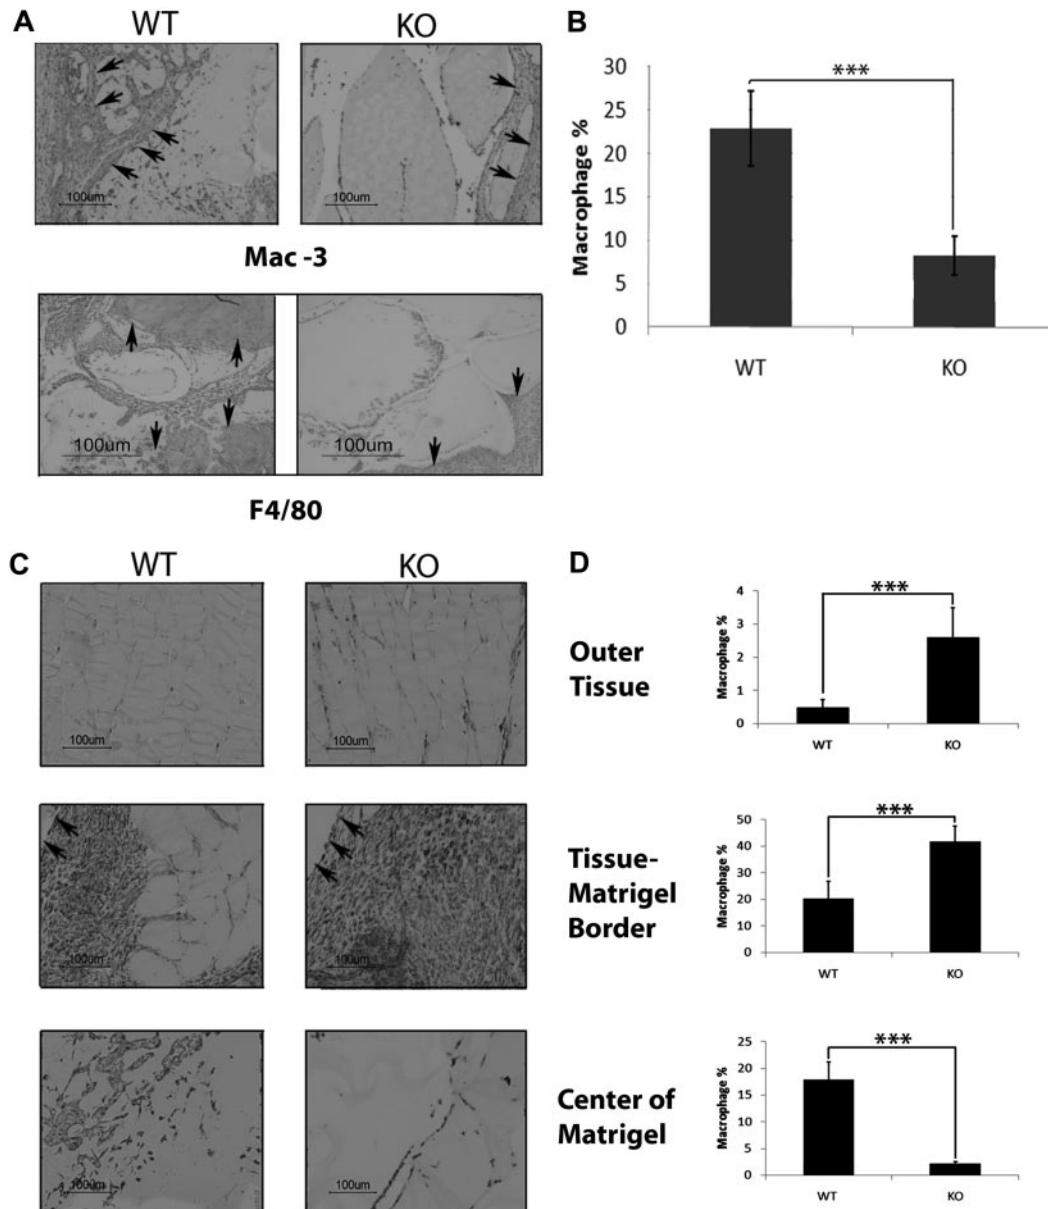 A
WT
KO
100um
100um
Mac -3
100um
100um
F4/80
B
***
Macrophage %
30
25
20
15
10
5
0
WT
KO
C
WT
KO
100um
100um
100um
100um
100um
100um
D
Outer
Tissue
***
Macrophage %
4
3
2
1
0
WT
KO
Tissue-
Matrigel
Border
***
Macrophage %
50
40
30
20
10
0
WT
KO
Center of
Matrigel
***
Macrophage %
25
20
15
10
5
0
WT
KO